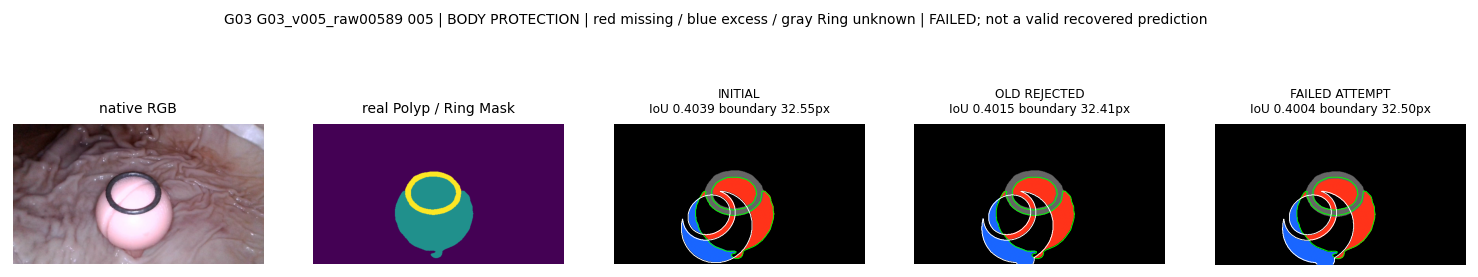 G03 G03_v005_raw00589 005 | BODY PROTECTION | red missing / blue excess / gray Ring unknown | FAILED; not a valid recovered prediction
native RGB
real Polyp / Ring Mask
INITIAL
IoU 0.4039 boundary 32.55px
OLD REJECTED
IoU 0.4015 boundary 32.41px
FAILED ATTEMPT
IoU 0.4004 boundary 32.50px